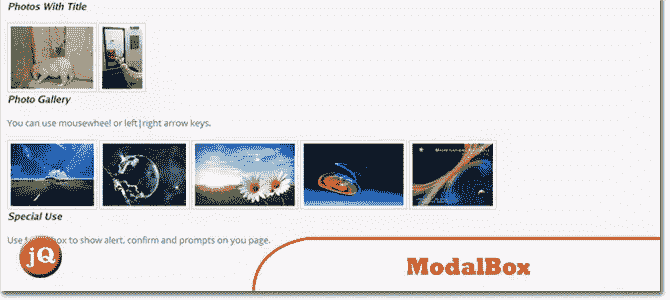 Photos With Title
Photo Gallery
You can use mousewheel or left|right arrow keys.
Special Use
Use box to show alert, confirm and prompts on you page.
jQ
ModalBox